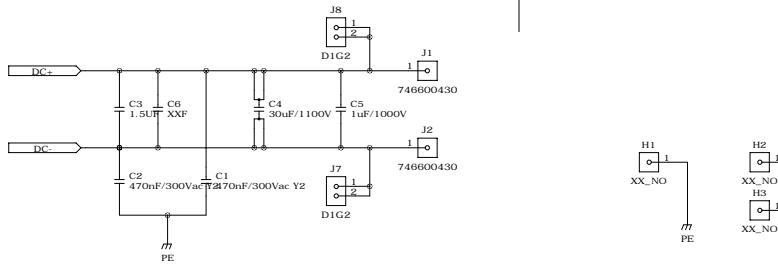 J8
1
2
D1G2
J1
DC+
1
746600430
C3
1.5UF
C6
XXF
C4
30uF/1100V
C5
1uF/1000V
J2
DC-
1
746600430
C2
470nF/300Vac Y2
C1
470nF/300Vac Y2
J7
1
2
D1G2
PE
H1
1
XX_NO
PE
H2
1
XX_NO
H3
1
XX_NO